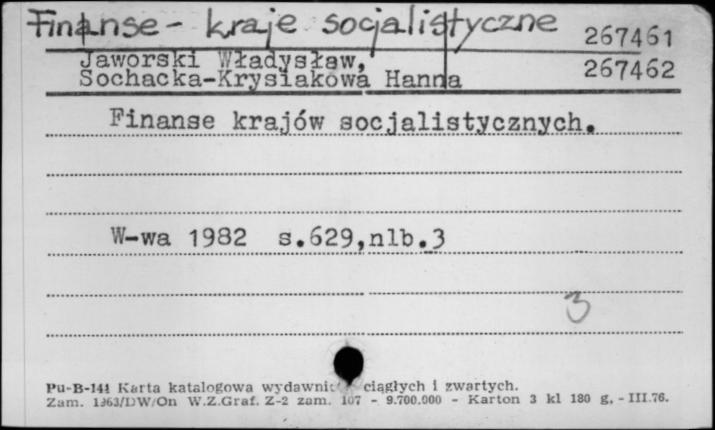 Finanse - kraje socjalistyczne 267461
Jaworski Władysław, 267462
Sochacka-Krysiakowa Hanna
Finanse krajów socjalistycznych.
W-wa 1982 s.629,nlb.3
3
Pu-B-141 Karta katalogowa ciągłych i zwartych.
Zam. 1363/DW/On W.Z.Graf. Z-2 zam. 107 - 9.700.000 - Karton 3 kl 180 g. - III.76.